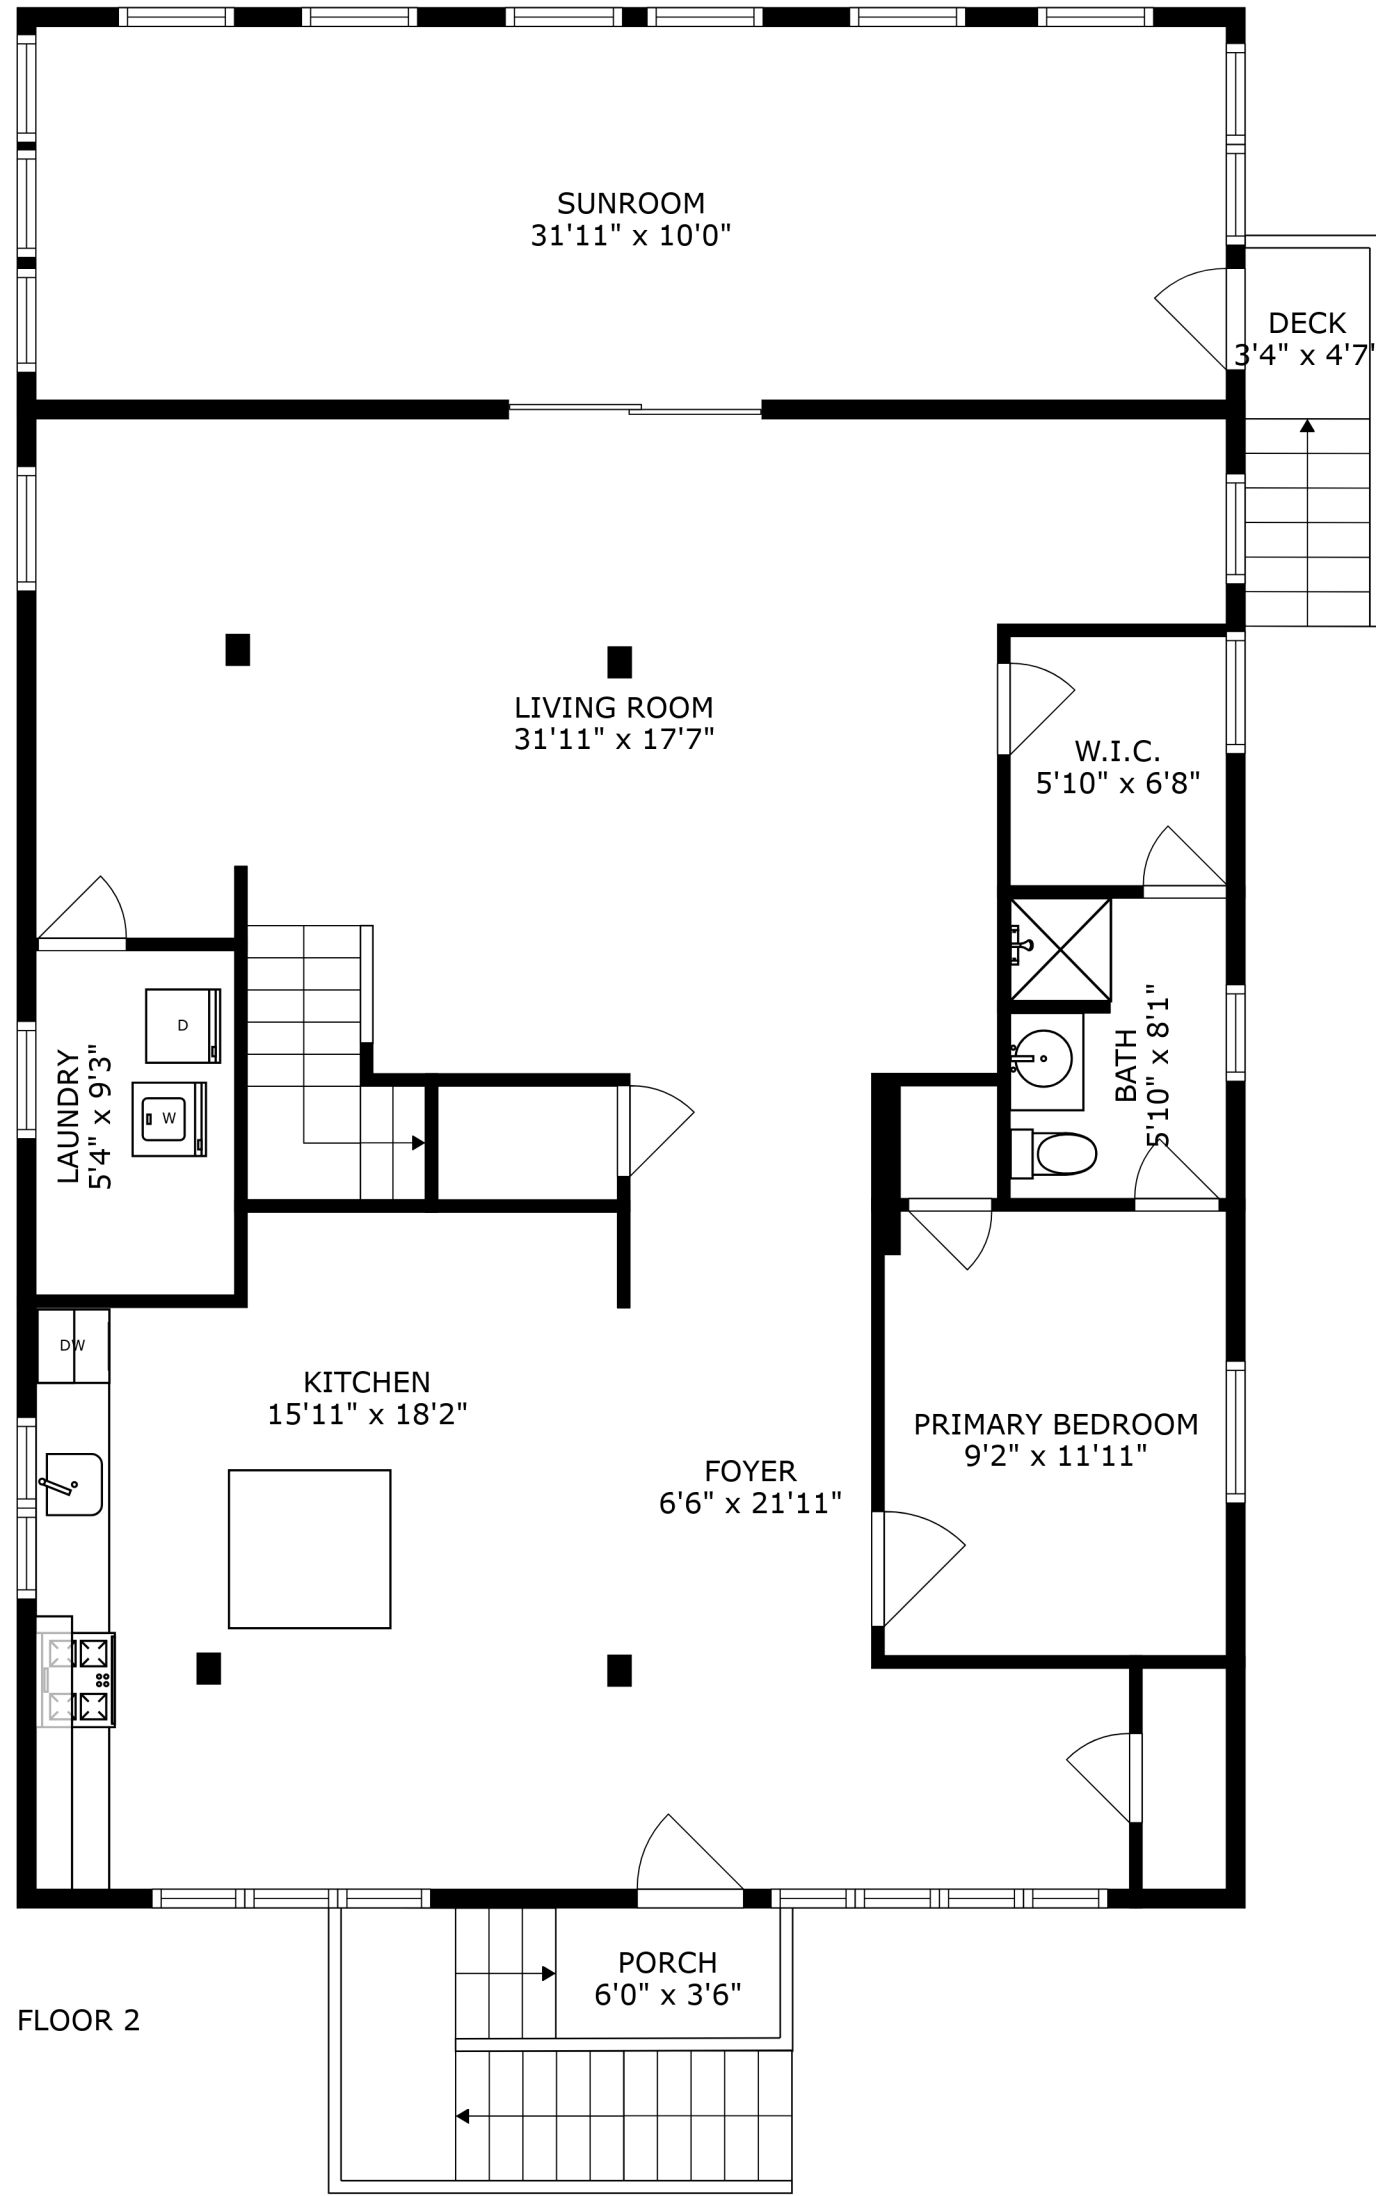 SUNROOM
31'11" x 10'0"
DECK
3'4" x 4'7"
LIVING ROOM
31'11" x 17'7"
W.I.C.
5'10" x 6'8"
D
W
LAUNDRY
5'4" x 9'3"
BATH
5'10" x 8'1"
DW
KITCHEN
15'11" x 18'2"
PRIMARY BEDROOM
9'2" x 11'11"
FOYER
6'6" x 21'11"
PORCH
6'0" x 3'6"
FLOOR 2